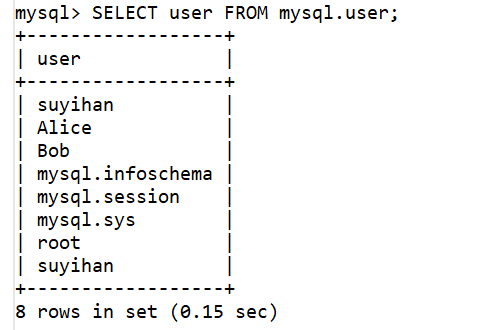 mysql> SELECT user FROM mysql.user;
+------------------+
| user             |
+------------------+
| suyihan          |
| Alice            |
| Bob              |
| mysql.infoschema |
| mysql.session    |
| mysql.sys        |
| root             |
| suyihan          |
+------------------+
8 rows in set (0.15 sec)